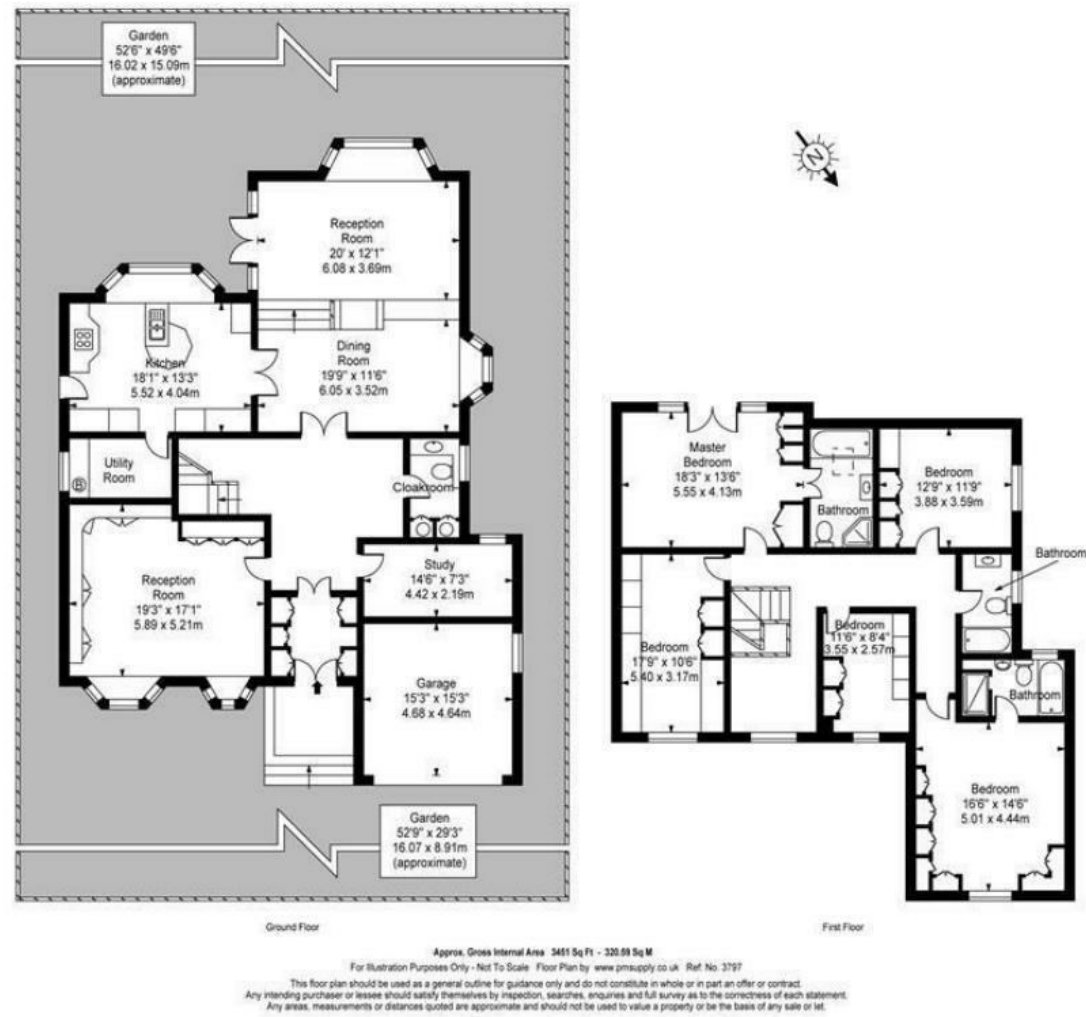 Garden
52'6" x 49'6"
16.02 x 15.09m
(approximate)
N
Reception
Room
20' x 12'1"
6.08 x 3.69m
Dining
Room
19'9" x 11'6"
6.05 x 3.52m
Kitchen
18'1" x 13'3"
5.52 x 4.04m
Utility
Room
B
Cloakroom
Reception
Room
19'3" x 17'1"
5.89 x 5.21m
Study
14'6" x 7'3"
4.42 x 2.19m
Garage
15'3" x 15'3"
4.68 x 4.64m
Garden
52'9" x 29'3"
16.07 x 8.91m
(approximate)
Ground Floor
Master
Bedroom
18'3" x 13'6"
5.55 x 4.13m
Bathroom
Bedroom
12'9" x 11'9"
3.88 x 3.59m
Bathroom
Bedroom
17'9" x 10'6"
5.40 x 3.17m
Bedroom
11'6" x 8'4"
3.55 x 2.57m
Bathroom
Bedroom
16'6" x 14'6"
5.01 x 4.44m
First Floor
Approx. Gross Internal Area 3451 Sq Ft - 320.59 Sq M
For Illustration Purposes Only - Not To Scale Floor Plan by www.pmsupply.co.uk Ref. No. 3797
This floor plan should be used as a general outline for guidance only and do not constitute in whole or in part an offer or contract.
Any intending purchaser or lessee should satisfy themselves by inspection, searches, enquiries and full survey as to the correctness of each statement.
Any areas, measurements or distances quoted are approximate and should not be used to value a property or be the basis of any sale or let.